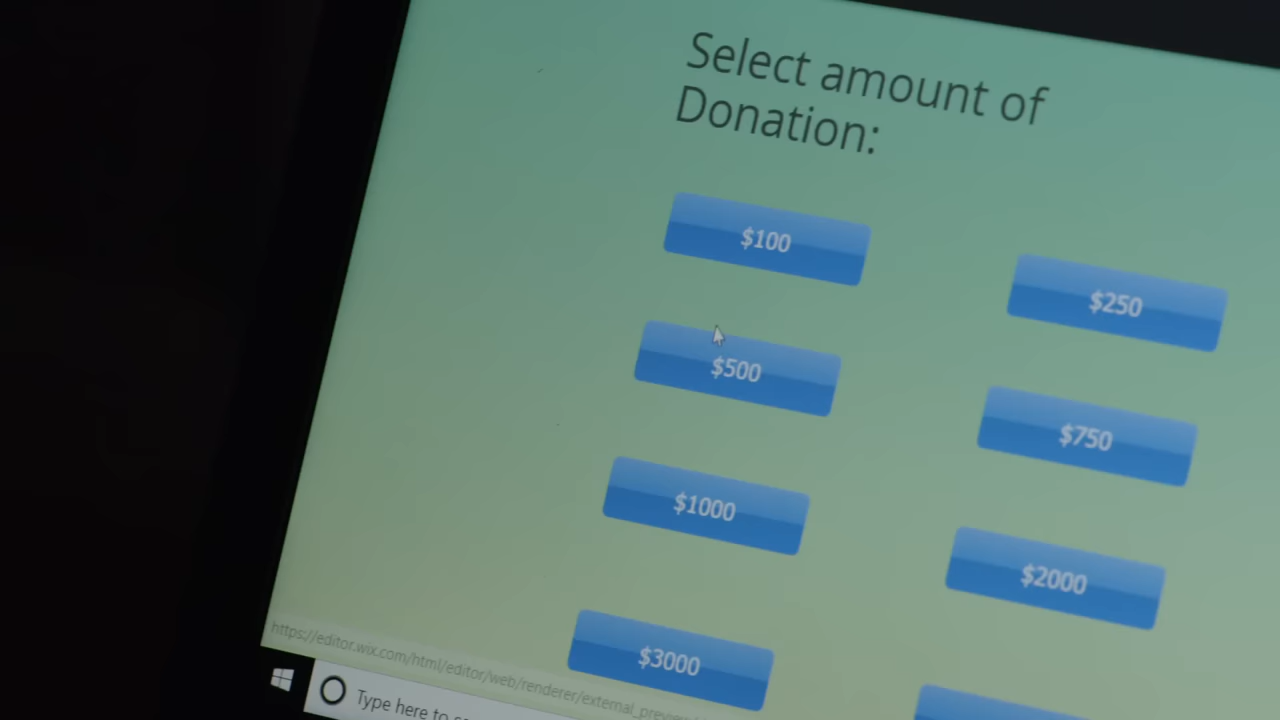 Select amount of
Donation:
$100
$250
$500
$750
$1000
$2000
$3000
https://editor.wix.com/html/editor/web/renderer/external_preview
Type here to